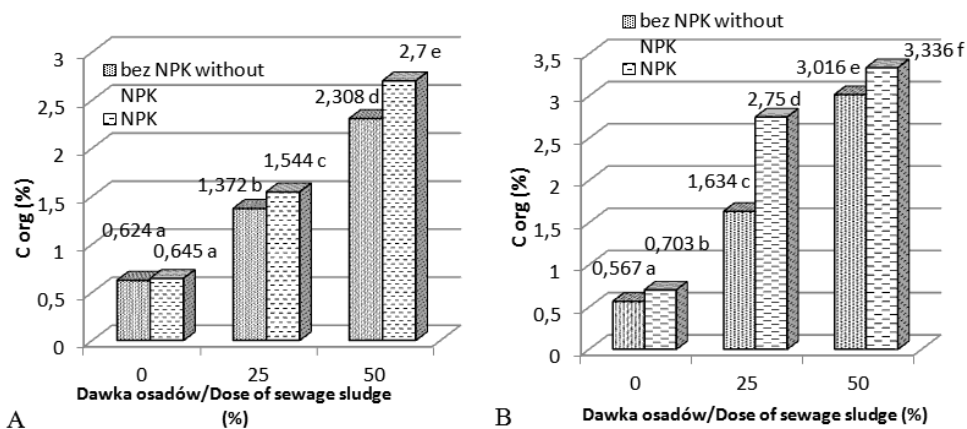 3
2,5
2
1,5
1
0,5
0
C org (%)
bez NPK without
NPK
NPK
0,624 a
0,645 a
1,372 b
1,544 c
2,308 d
2,7 e
0
25
50
Dawka osadów/Dose of sewage sludge
(%)
A
3,5
3
2,5
2
1,5
1
0,5
0
C org (%)
bez NPK without
NPK
NPK
0,567 a
0,703 b
1,634 c
2,75 d
3,016 e
3,336 f
0
25
50
Dawka osadów/Dose of sewage sludge (%)
B